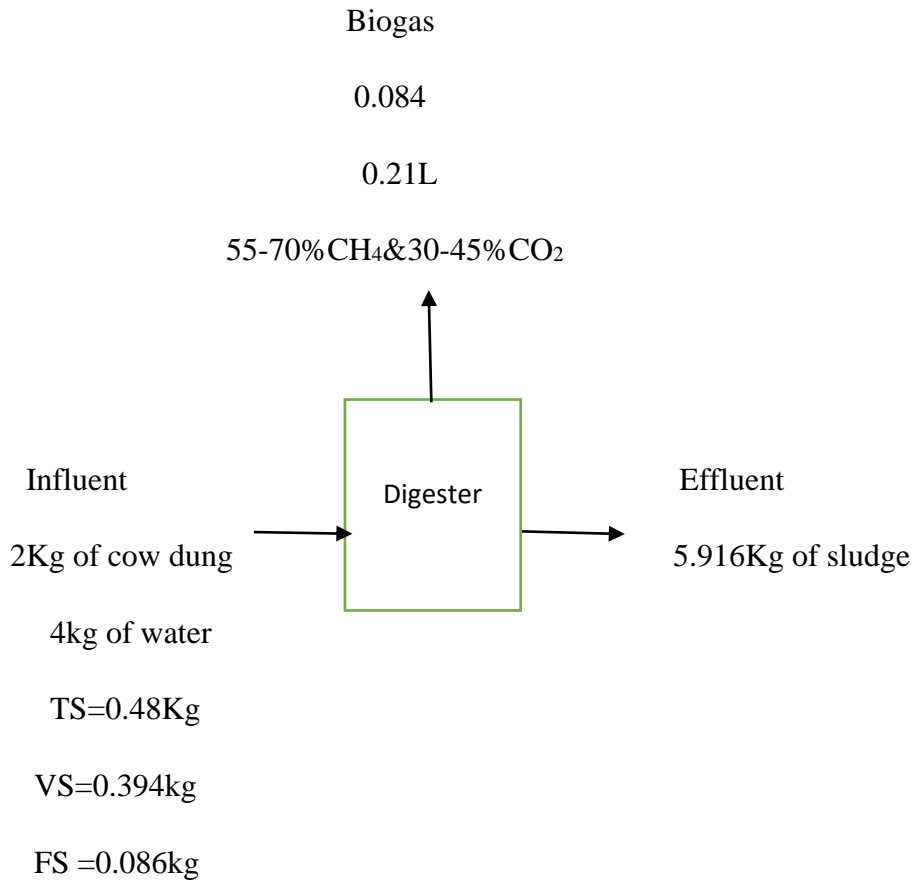 Biogas
0.084
0.21L
55-70%CH₄&30-45%CO₂
Influent
2Kg of cow dung
4kg of water
TS=0.48Kg
VS=0.394kg
FS =0.086kg
Digester
Effluent
5.916Kg of sludge